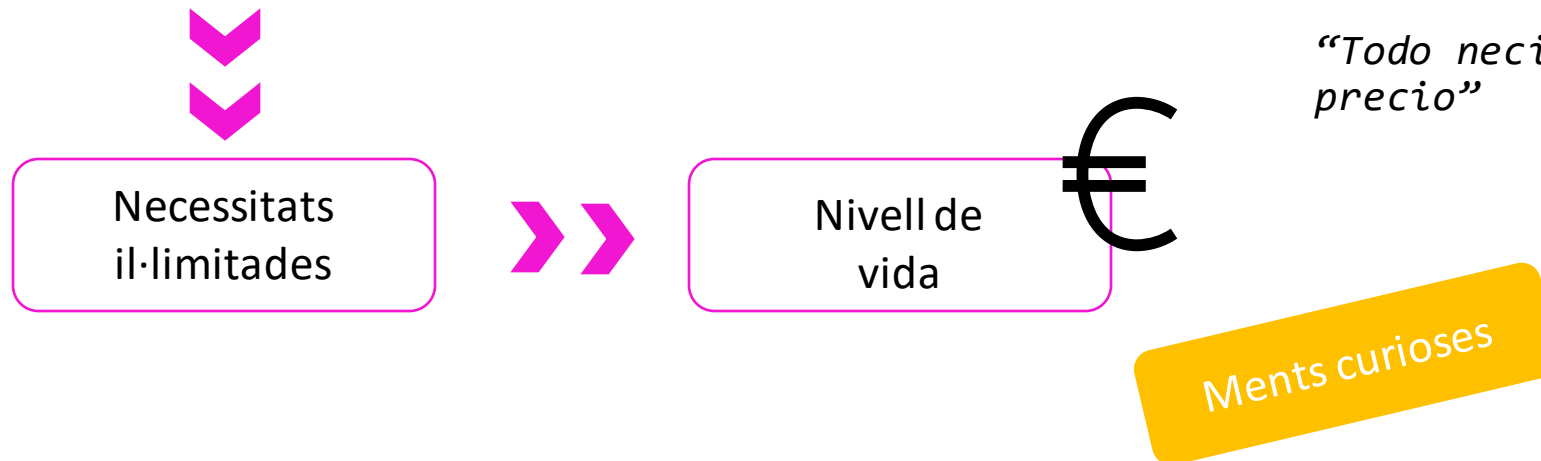 “Todo neci
precio”
Necessitats
il·limitades
Nivell de
vida
€
Ments curioses